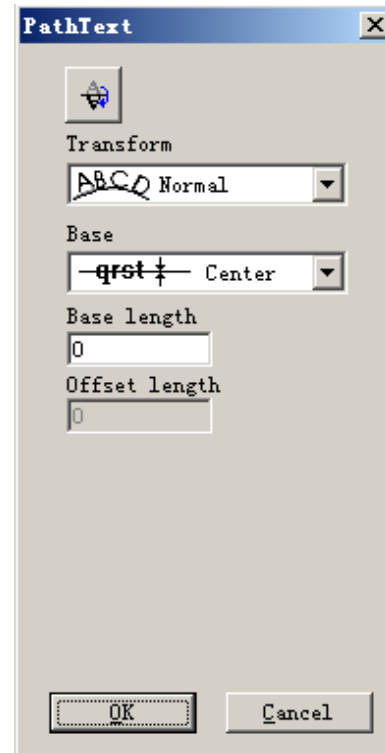 PathText
Transform
ABCD Normal
Base
qrst Center
Base length
0
Offset length
0
OK Cancel